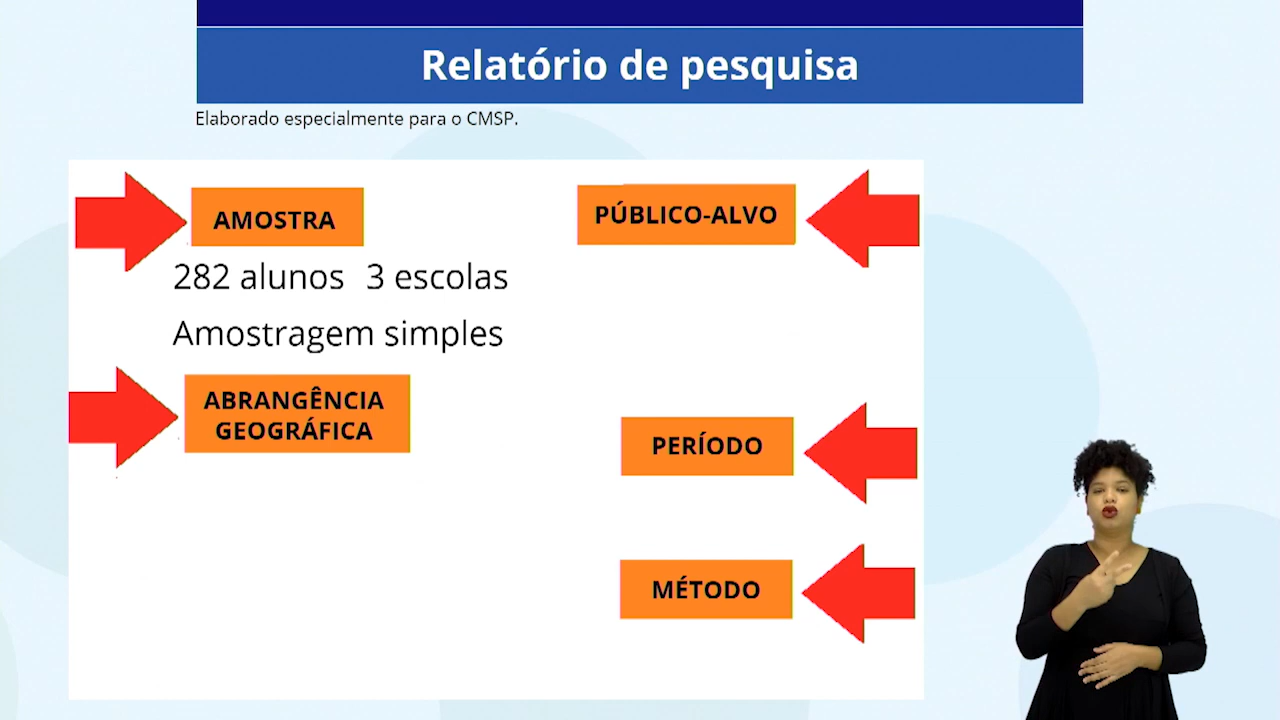 Relatório de pesquisa
Elaborado especialmente para o CMSP.
AMOSTRA
282 alunos 3 escolas
Amostragem simples
ABRANGÊNCIA
GEOGRÁFICA
PÚBLICO-ALVO
PERÍODO
MÉTODO